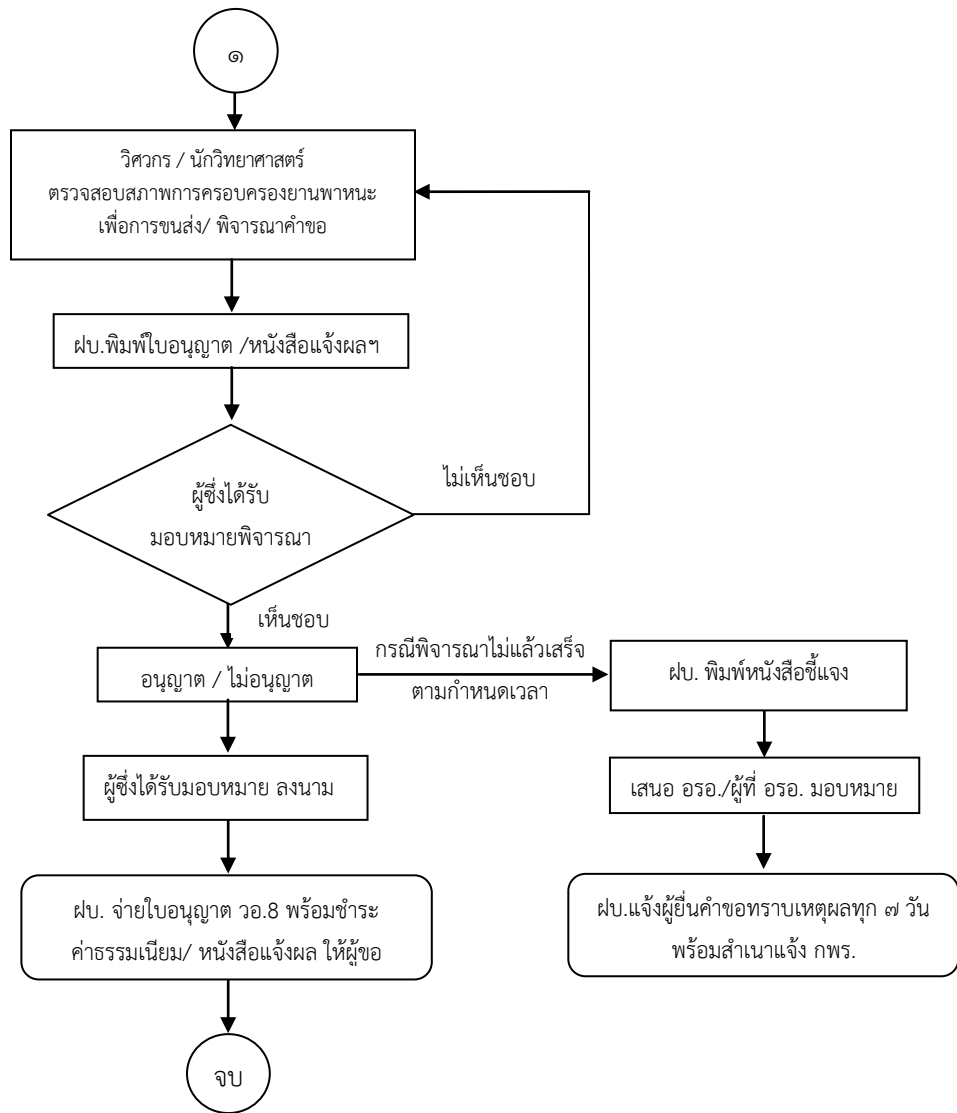 ๑
วิศวกร / นักวิทยาศาสตร์
ตรวจสอบสภาพการครอบครองยานพาหนะ
เพื่อการขนส่ง/ พิจารณาคำขอ
ฝบ.พิมพ์ใบอนุญาต /หนังสือแจ้งผลฯ
ไม่เห็นชอบ
ผู้ซึ่งได้รับ
มอบหมายพิจารณา
เห็นชอบ
อนุญาต / ไม่อนุญาต
กรณีพิจารณาไม่แล้วเสร็จ
ตามกำหนดเวลา
ฝบ. พิมพ์หนังสือชี้แจง
ผู้ซึ่งได้รับมอบหมาย ลงนาม
เสนอ อรอ./ผู้ที่ อรอ. มอบหมาย
ฝบ. จ่ายใบอนุญาต วอ.8 พร้อมชำระ
ค่าธรรมเนียม/ หนังสือแจ้งผล ให้ผู้ขอ
ฝบ.แจ้งผู้ยื่นคำขอทราบเหตุผลทุก ๗ วัน
พร้อมสำเนาแจ้ง กพร.
จบ